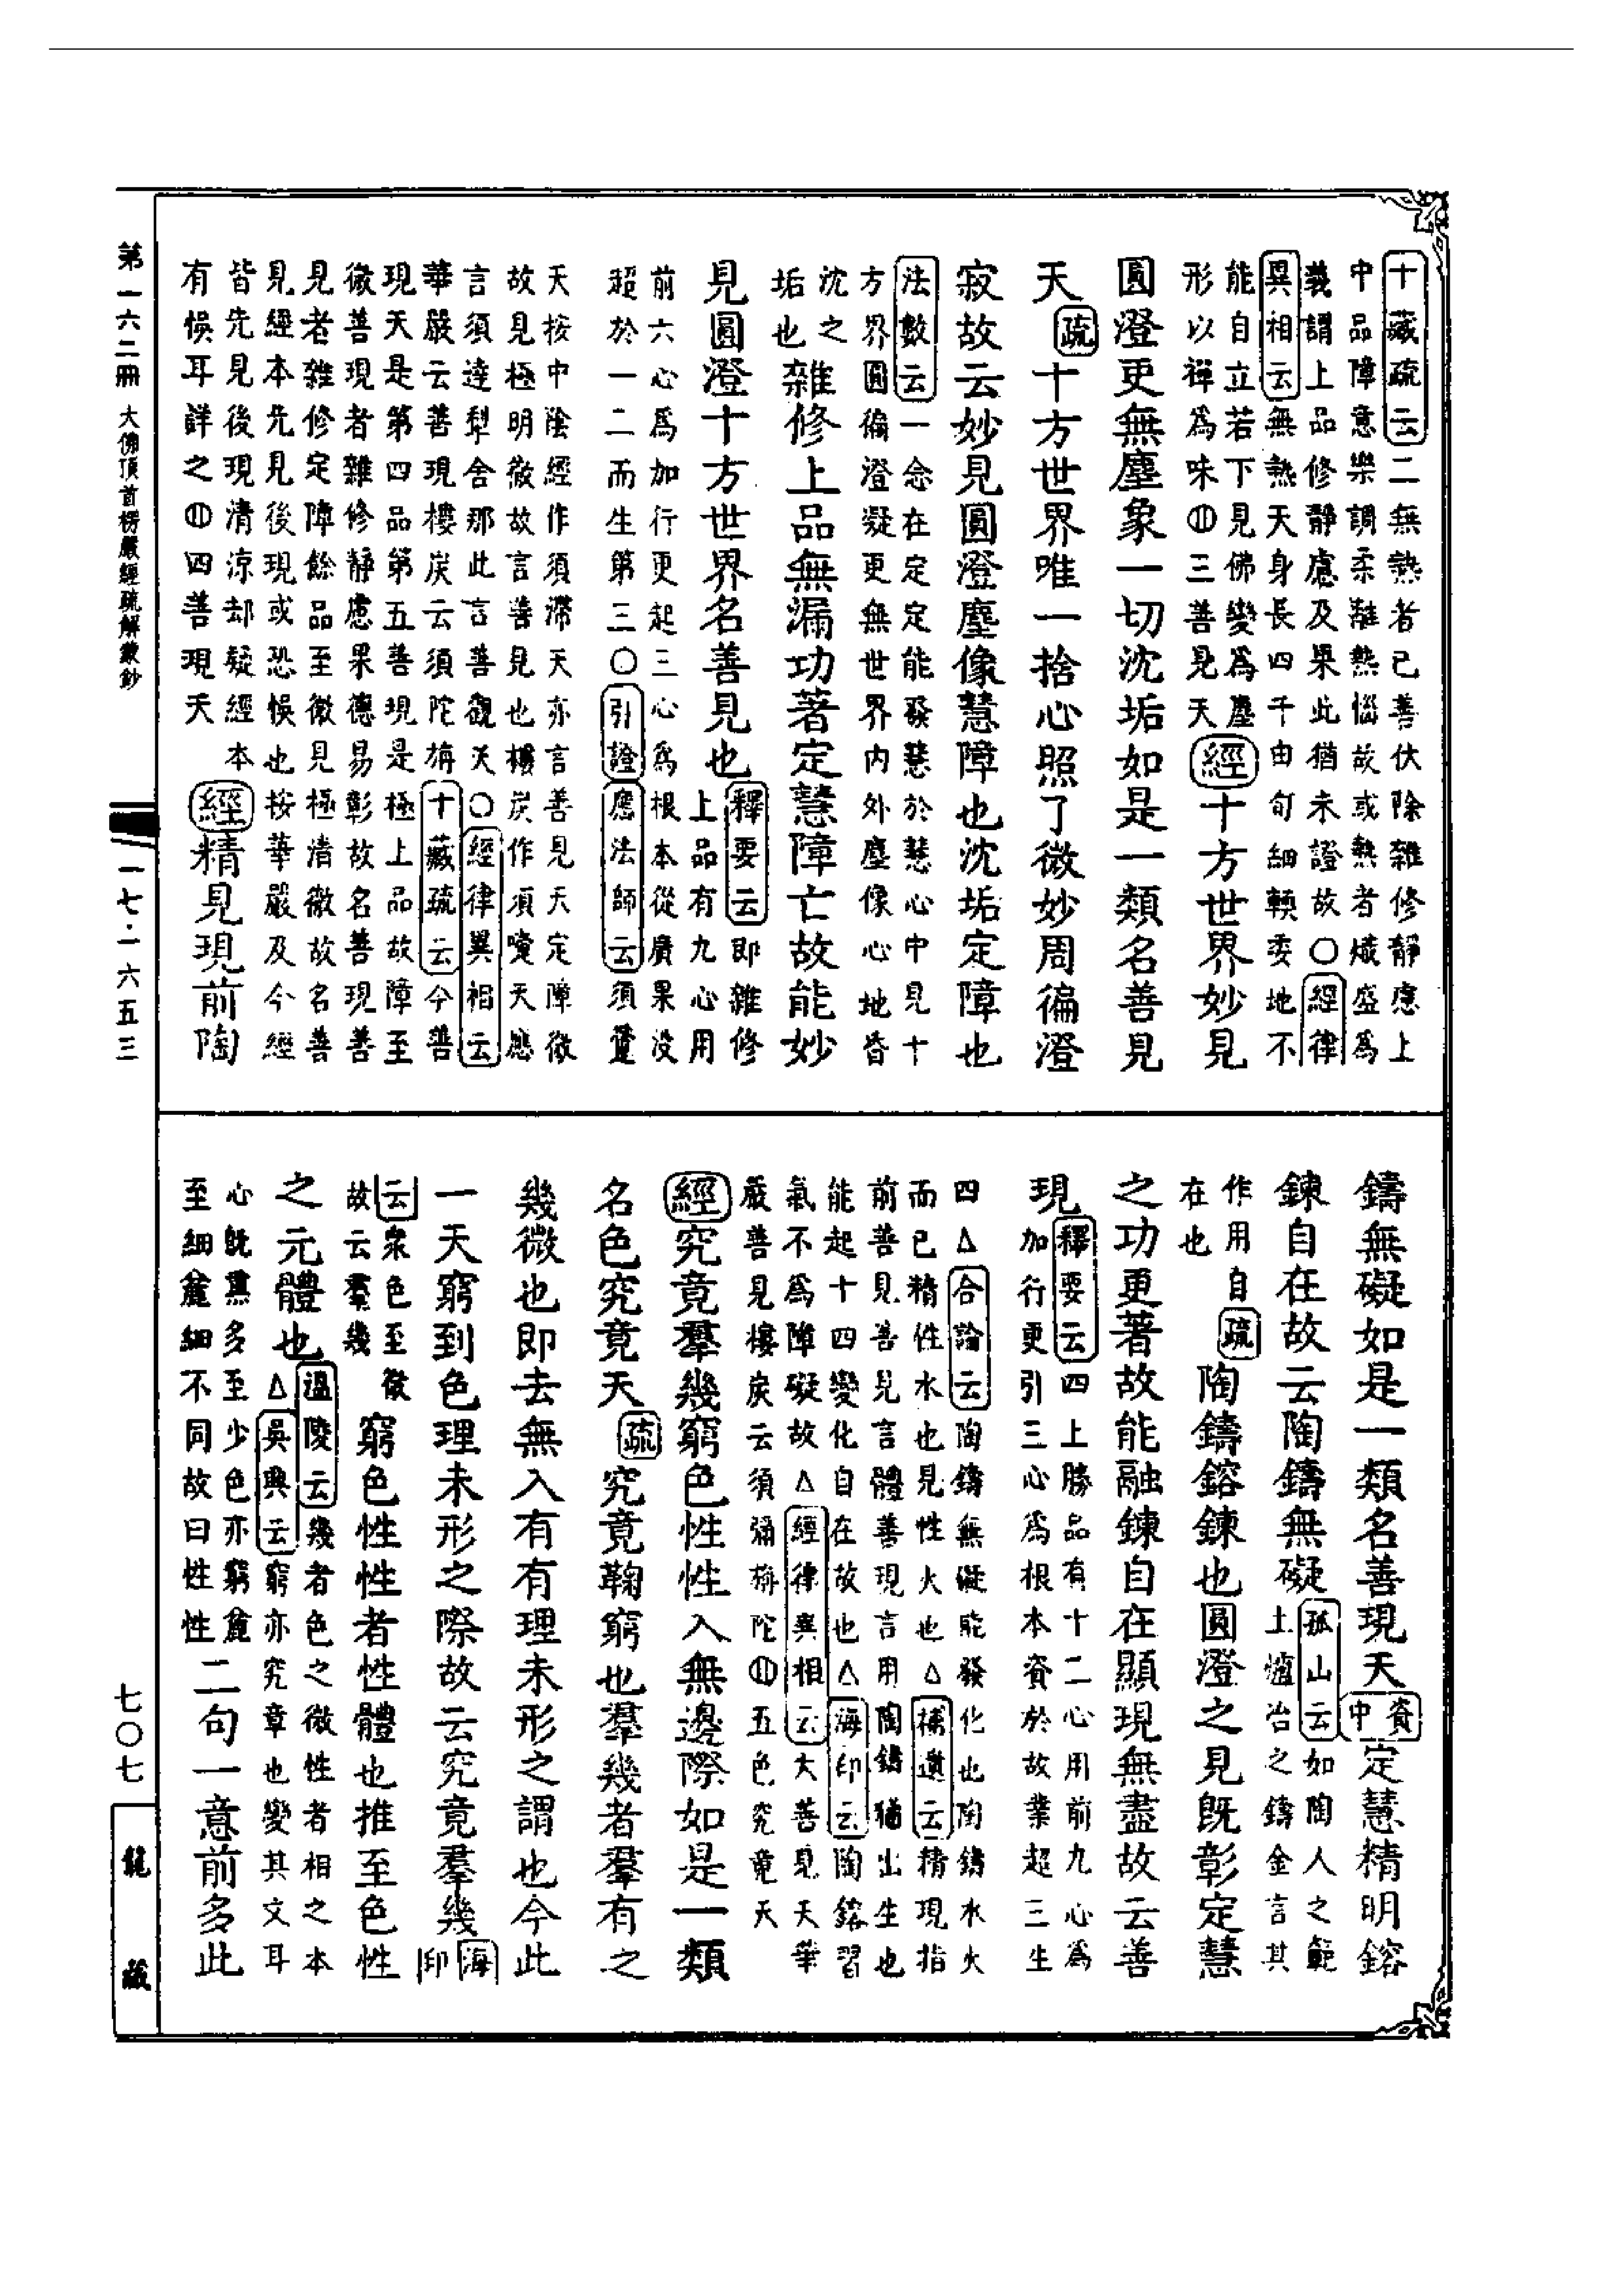 十藏疏云二無熱者已善伏除雜修靜慮上
中品障意樂調柔離熱惱故或熱者熾盛為
義謂上品修靜慮及果此猶未證故〇經律
異相云無熱天身長四千由旬細輭委地不
能自立若下見佛變為塵
形以禪為味⦶三善見天
經十方世界妙見
圓澄更無塵象一切沈垢如是一類名善見
天疏十方世界唯一捨心照了微妙周徧澄
寂故云妙見圓澄塵像慧障也沈垢定障也
法數云一念在定定能發慧於慧心中見十
方界圓徧澄凝更無世界內外塵像心地昏
沈之
垢也
雜修上品無漏功著定慧障亡故能妙
見圓澄十方世界名善見也
釋要云即雜修
上品有九心用
前六心為加行更起三心為根本從廣果沒
超於一二而生第三〇引證應法師云須䠠
天按中陰經作須滯天亦言善見天定障微
故見極明徹故言善見也樓炭作須嚏天應
言須達犁舍那此言善觀天〇經律異相云
華嚴云善現樓炭云須陀旃十藏疏云今善
現天是第四品第五善現是極上品故障至
微善現者雜修靜慮果德易彰故名善現善
見者雜修定障餘品至微見極清徹故名善
見經本先見後現或恐悞也按華嚴及今經
皆先見後現清涼却疑經本
有悞耳詳之⦶四善現天
經精見現前陶
鑄無礙如是一類名善現天資中定慧精明鎔
鍊自在故云陶鑄無礙
孤山云如陶人之範
土爐冶之鑄金言其
作用自
在也
疏陶鑄鎔鍊也圓澄之見既彰定慧
之功更著故能融鍊自在顯現無盡故云善
現
釋要云四上勝品有十二心用前九心為
加行更引三心為根本資於故業超三生
四△合論云陶鑄無礙能發化也陶鑄水火
而已精性水也見性火也△補遺云精現指
前善見善見言體善現言用陶鑄猶出生也
能起十四變化自在故也△海印云陶鎔習
氣不為障礙故△經律異相云大善見天華
嚴善見樓炭云須彌旃陀⦶五色究竟天
經究竟羣幾窮色性性入無邊際如是一類
名色究竟天疏究竟鞠窮也羣幾者羣有之
幾微也即去無入有有理未形之謂也今此
一天窮到色理未形之際故云究竟羣幾
海印
云眾色至微
故云羣幾
窮色性性者性體也推至色性
之元體也
溫陵云幾者色之微性者相之本
△吳興云窮亦究章也變其文耳
心既熏多至少色亦窮麄
至細麄細不同故曰性性
二句一意前多此
第一六二冊 大佛頂首楞嚴經疏解蒙鈔
一七·一六五三
七〇七
龍藏